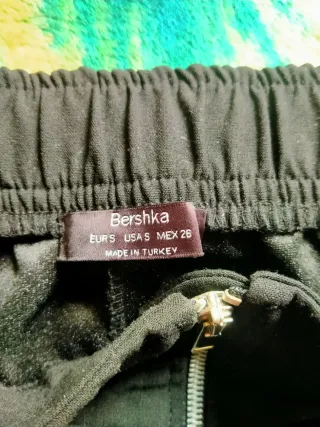 Bershka
EUR S USA S MEX 26
MADE IN TURKEY